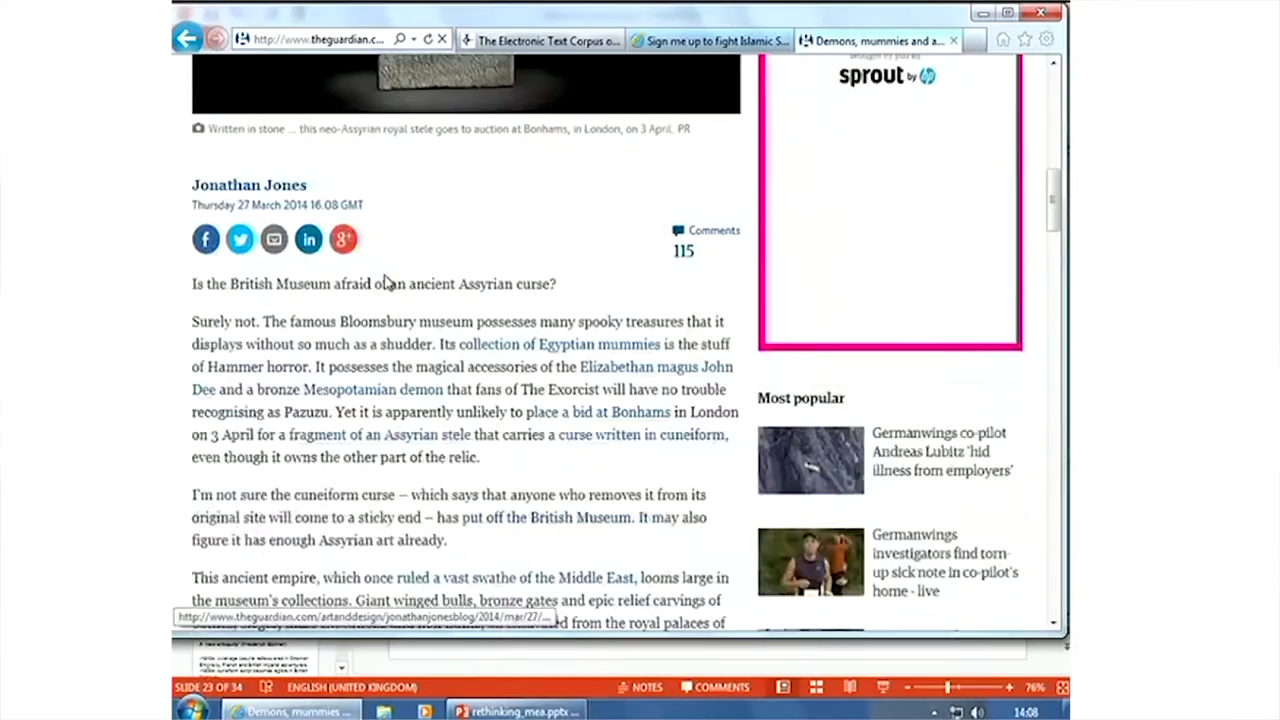 http://www.theguardian.c...
The Electronic Text Corpus o...
Sign me up to fight Islamic S...
Demons, mummies and a...
sprout by hp
Written in stone ... this neo-Assyrian royal stele goes to auction at Bonhams, in London, on 3 April. PR
Jonathan Jones
Thursday 27 March 2014 16.08 GMT
Comments
115
f
in
g+
Is the British Museum afraid of an ancient Assyrian curse?
Surely not. The famous Bloomsbury museum possesses many spooky treasures that it
displays without so much as a shudder. Its collection of Egyptian mummies is the stuff
of Hammer horror. It possesses the magical accessories of the Elizabethan magus John
Dee and a bronze Mesopotamian demon that fans of The Exorcist will have no trouble
recognising as Pazuzu. Yet it is apparently unlikely to place a bid at Bonhams in London
on 3 April for a fragment of an Assyrian stele that carries a curse written in cuneiform,
even though it owns the other part of the relic.
I'm not sure the cuneiform curse – which says that anyone who removes it from its
original site will come to a sticky end – has put off the British Museum. It may also
figure it has enough Assyrian art already.
This ancient empire, which once ruled a vast swathe of the Middle East, looms large in
the museum's collections. Giant winged bulls, bronze gates and epic relief carvings of
from the royal palaces of
Most popular
Germanwings co-pilot
Andreas Lubitz 'hid
illness from employers'
Germanwings
investigators find torn-
up sick note in co-pilot's
home - live
http://www.theguardian.com/artanddesign/jonathanjonesblog/2014/mar/27/...
SLIDE 23 OF 34
ENGLISH (UNITED KINGDOM)
NOTES
COMMENTS
76%
Demons, mummies ...
rethinking_mea.pptx ...
14:08